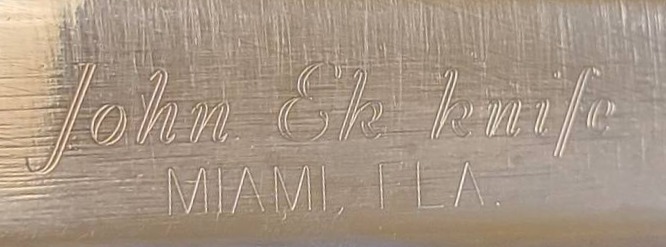 John Ek knife
MIAMI, FLA.